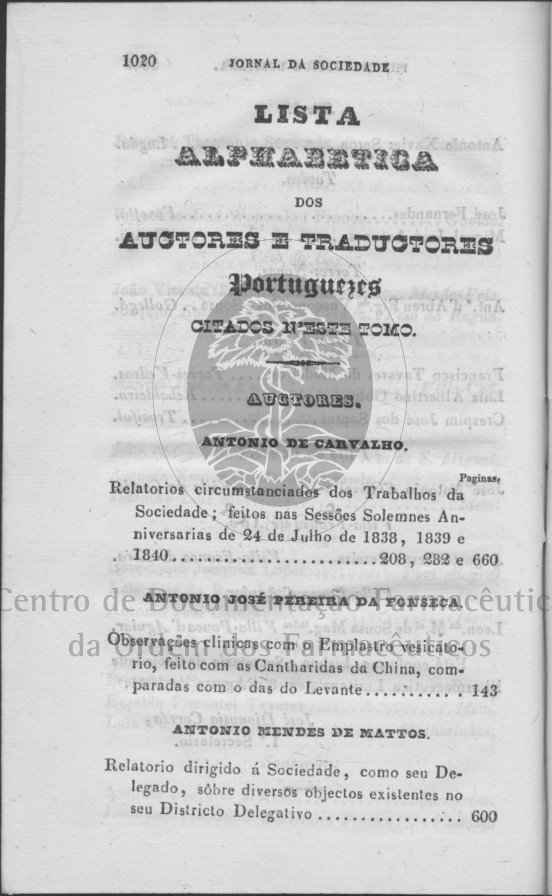 1020 JORNAL DA SOCIEDADE
LISTA
ALPHABETICA
DOS
AUCTORES E TRADUCTORES
Portuguezes
CITADOS N'ESTE TOMO.
AUCTORES.
ANTONIO DE CARVALHO.
Paginas.
Relatorios circumstanciados dos Trabalhos da
Sociedade; feitos nas Sessões Solemnes An-
niversarias de 24 de Julho de 1838, 1839 e
1840........................208, 282 e 660
ANTONIO JOSÉ PEREIRA DA FONSECA.
Centro de Documentação Farmacêutica
da Ordem dos Farmacêuticos
Observações clinicas com o Emplastro vesicato-
rio, feito com as Cantharidas da China, com-
paradas com o das do Levante............ 143
ANTONIO MENDES DE MATTOS.
Relatorio dirigido á Sociedade, como seu De-
legado, sôbre diversos objectos existentes no
seu Districto Delegativo ................. 600